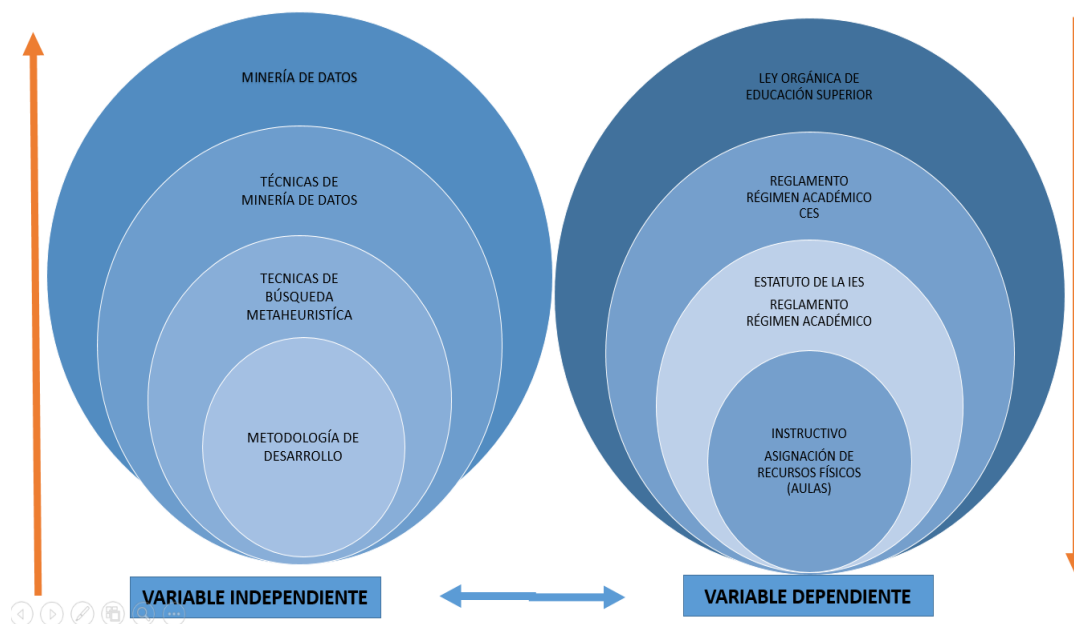 MINERÍA DE DATOS
TÉCNICAS DE
MINERÍA DE DATOS
TECNICAS DE
BÚSQUEDA
METAHEURISTÍCA
METODOLOGÍA DE
DESARROLLO
VARIABLE INDEPENDIENTE
LEY ORGÁNICA DE
EDUCACIÓN SUPERIOR
REGLAMENTO
RÉGIMEN ACADÉMICO
CES
ESTATUTO DE LA IES
REGLAMENTO
RÉGIMEN ACADÉMICO
INSTRUCTIVO
ASIGNACIÓN DE
RECURSOS FÍSICOS
(AULAS)
VARIABLE DEPENDIENTE